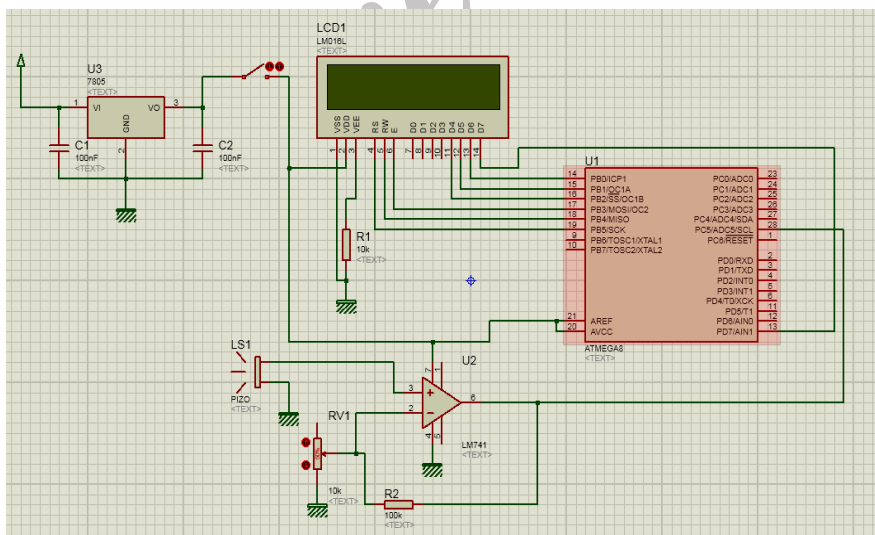 LCD1
LM016L
<TEXT>
U3
7805
<TEXT>
1
VI
VO
3
GND
2
C1
100nF
<TEXT>
C2
100nF
<TEXT>
VSS
VDD
VEE
RS
RW
E
D0
D1
D2
D3
D4
D5
D6
D7
1
2
3
4
5
6
7
8
9
10
11
12
13
14
R1
10k
<TEXT>
U1
14 PB0/ICP1
15 PB1/OC1A
16 PB2/SS/OC1B
17 PB3/MOSI/OC2
18 PB4/MISO
19 PB5/SCK
9 PB6/TOSC1/XTAL1
10 PB7/TOSC2/XTAL2
21 AREF
20 AVCC
PC0/ADC0 23
PC1/ADC1 24
PC2/ADC2 25
PC3/ADC3 26
PC4/ADC4/SDA 27
PC5/ADC5/SCL 28
PC6/RESET 1
PD0/RXD 2
PD1/TXD 3
PD2/INT0 4
PD3/INT1 5
PD4/T0/XCK 6
PD5/T1 11
PD6/AIN0 12
PD7/AIN1 13
ATMEGA8
<TEXT>
LS1
PIZO
<TEXT>
U2
7
1
3
2
6
4
5
LM741
<TEXT>
RV1
10k
<TEXT>
R2
100k
<TEXT>